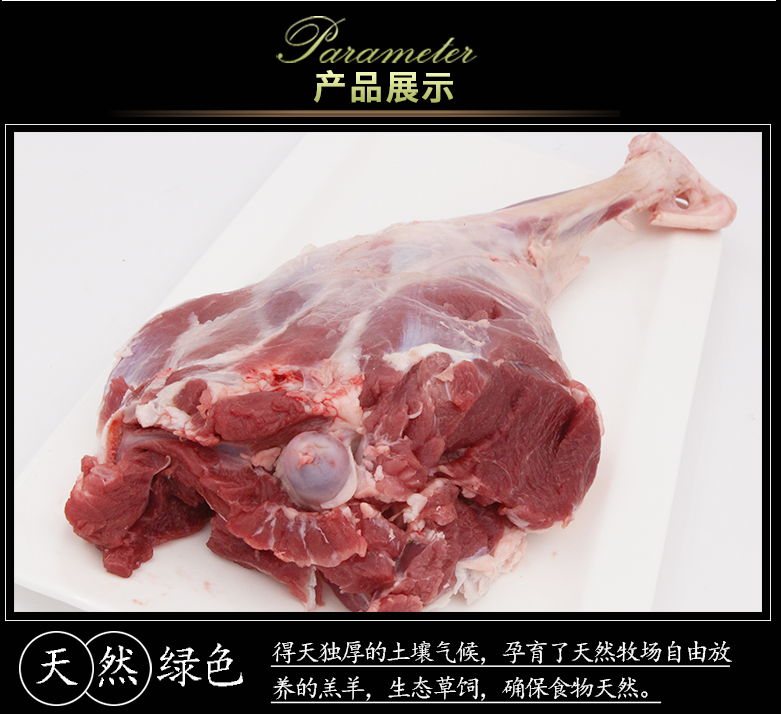 Parameter
产品展示
天然绿色
得天独厚的土壤气候，孕育了天然牧场自由放
养的羔羊，生态草饲，确保食物天然。